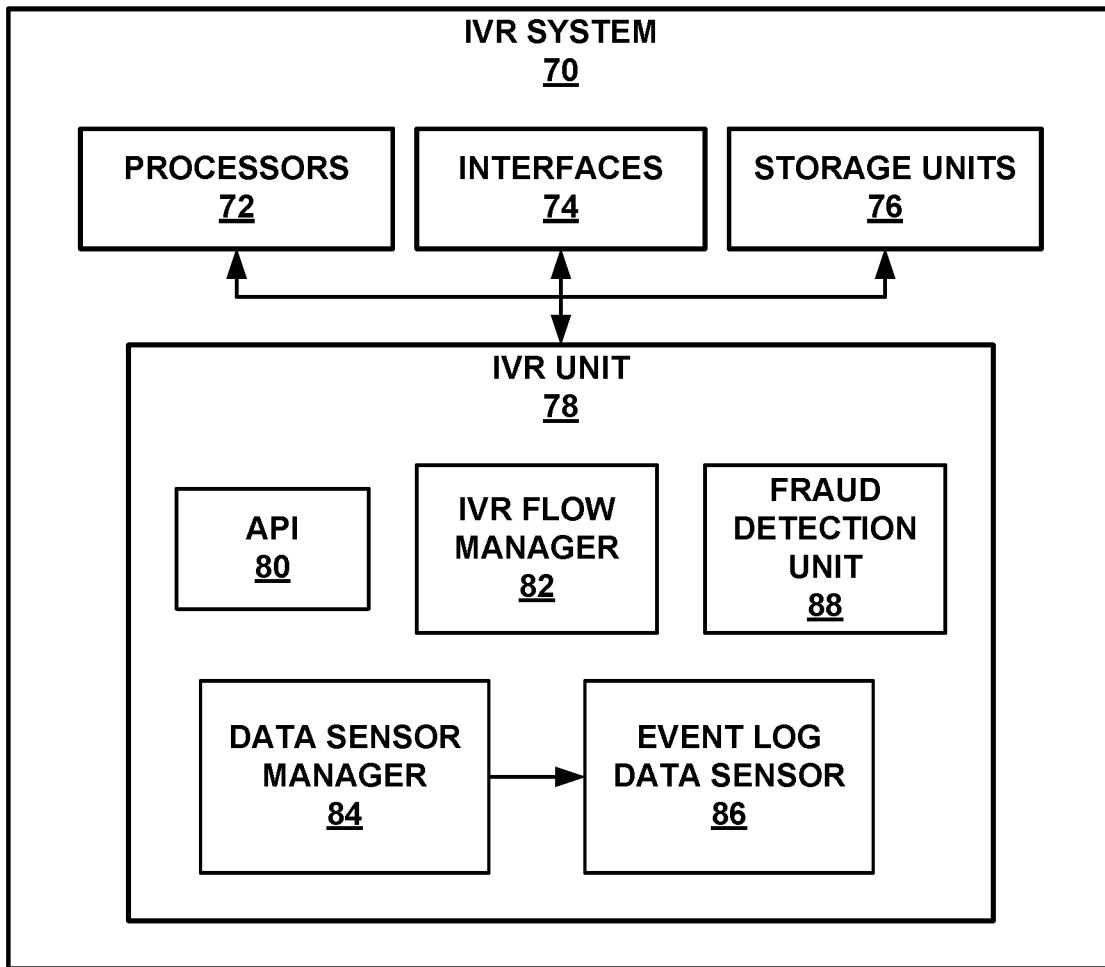 IVR SYSTEM
70
PROCESSORS
72
INTERFACES
74
STORAGE UNITS
76
IVR UNIT
78
API
80
IVR FLOW
MANAGER
82
FRAUD
DETECTION
UNIT
88
DATA SENSOR
MANAGER
84
EVENT LOG
DATA SENSOR
86